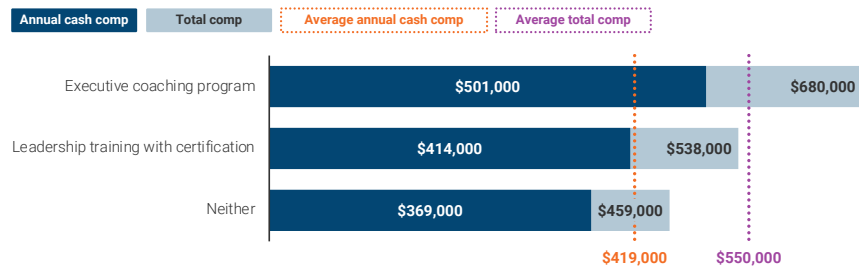 Annual cash comp Total comp Average annual cash comp Average total comp
Executive coaching program $501,000 $680,000
Leadership training with certification $414,000 $538,000
Neither $369,000 $459,000
$419,000 $550,000